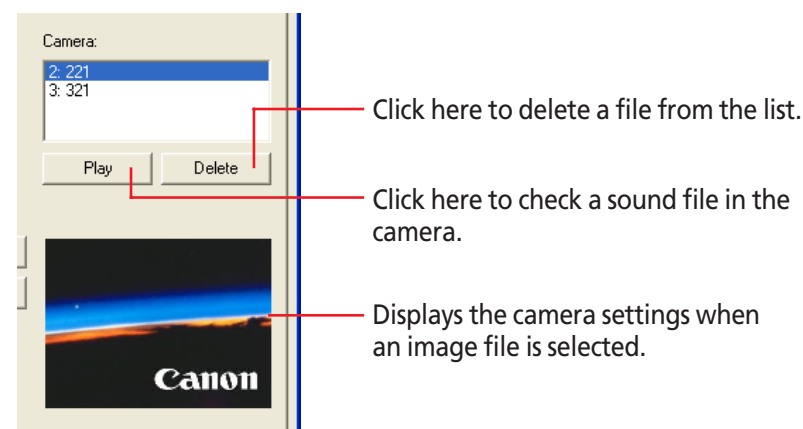 Camera:
2: 221
3: 321
Play
Delete
Click here to delete a file from the list.
Click here to check a sound file in the
camera.
Canon
Displays the camera settings when
an image file is selected.